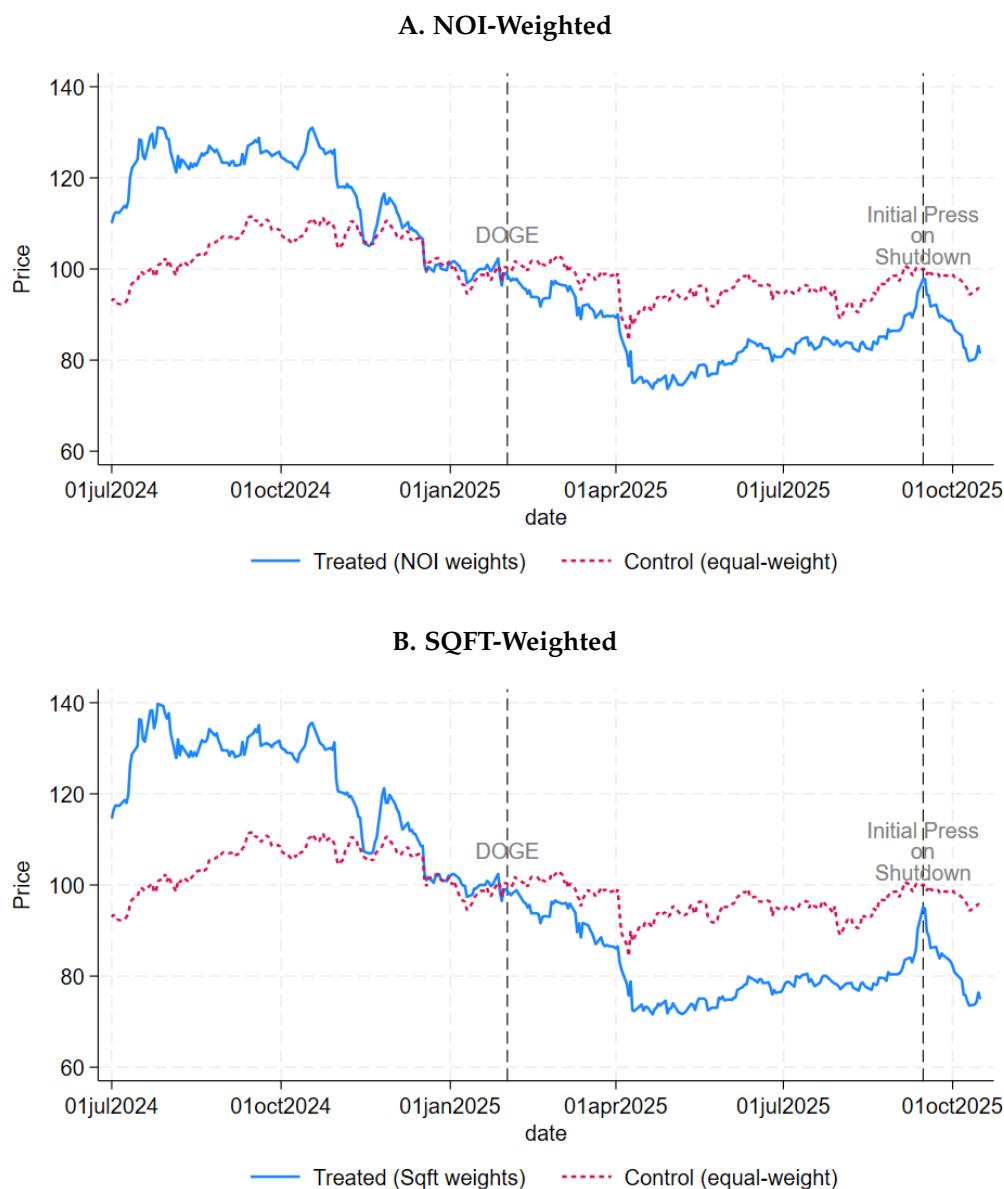 A. NOI-Weighted
140
120
100
80
60
Price
DOGE
Initial Press
on
Shutdown
01jul2024
01oct2024
01jan2025
01apr2025
01jul2025
01oct2025
date
Treated (NOI weights)
Control (equal-weight)
B. SQFT-Weighted
140
120
100
80
60
Price
DOGE
Initial Press
on
Shutdown
01jul2024
01oct2024
01jan2025
01apr2025
01jul2025
01oct2025
date
Treated (Sqft weights)
Control (equal-weight)